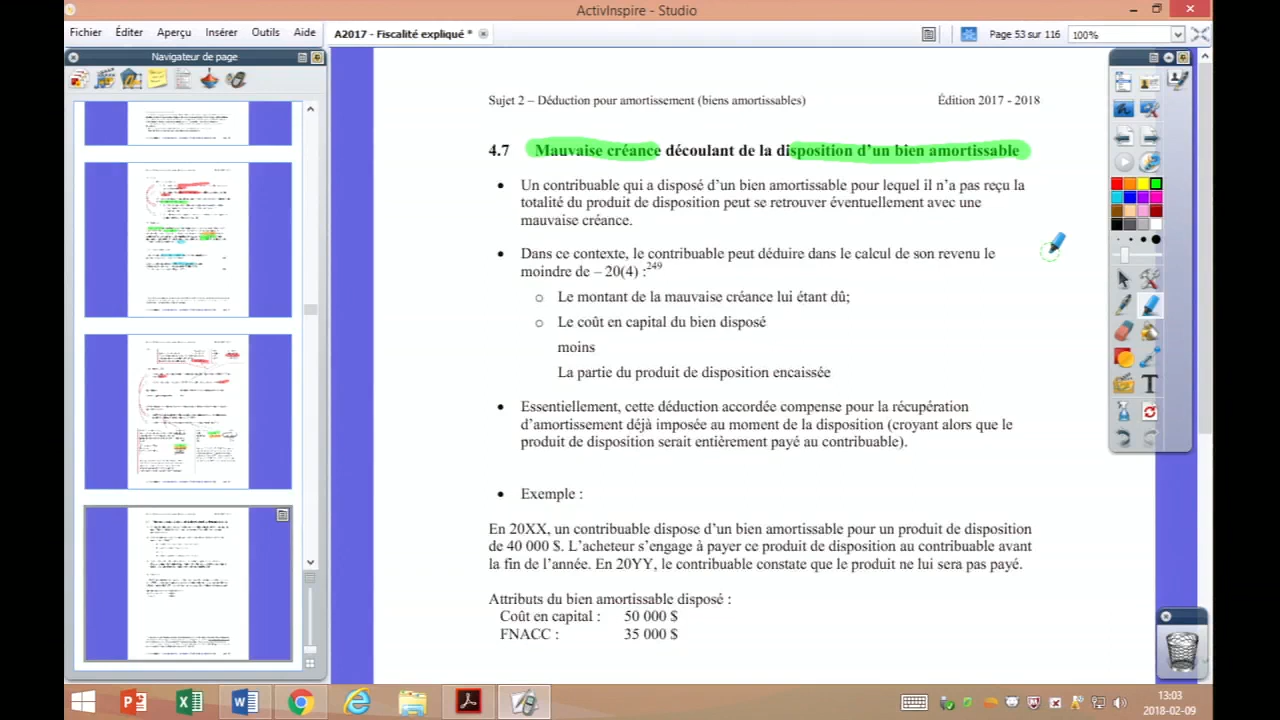 ActivInspire - Studio
Fichier Éditer Aperçu Insérer Outils Aide
A2017 - Fiscalité expliqué *
Page 53 sur 116
100%
Navigateur de page
Sujet 2 – Déduction pour amortissement (biens amortissables) Édition 2017 - 2018
4.7 Mauvaise créance découlant de la disposition d'un bien amortissable
• Un contribuable ayant disposé d'un bien amortissable pour lequel il n'a pas reçu la
totalité du produit de disposition peut se retrouver éventuellement avec une
mauvaise créance.
• Dans ce contexte, le contribuable peut déduire dans le calcul de son revenu le
moindre de – 20(4) :249
o Le montant de la mauvaise créance lui étant dû;
o Le coût en capital du bien disposé
moins
La partie du produit de disposition encaissée
• Essentiellement, la déduction accordée compense pour la récupération
d'amortissement imposée au moment de la disposition (croyant alors que le
produit de disposition serait entièrement payé au contribuable).
• Exemple :
En 20XX, un contribuable dispose d'un bien amortissable pour un produit de disposition
de 40 000 $. L'acheteur s'engage à payer ce produit de disposition au contribuable avant
la fin de l'année. En 20YY, le contribuable constate que le produit ne lui sera pas payé.
Attributs du bien amortissable disposé :
Coût en capital : 50 000 $
FNACC : 35 000 $
13:03
2018-02-09